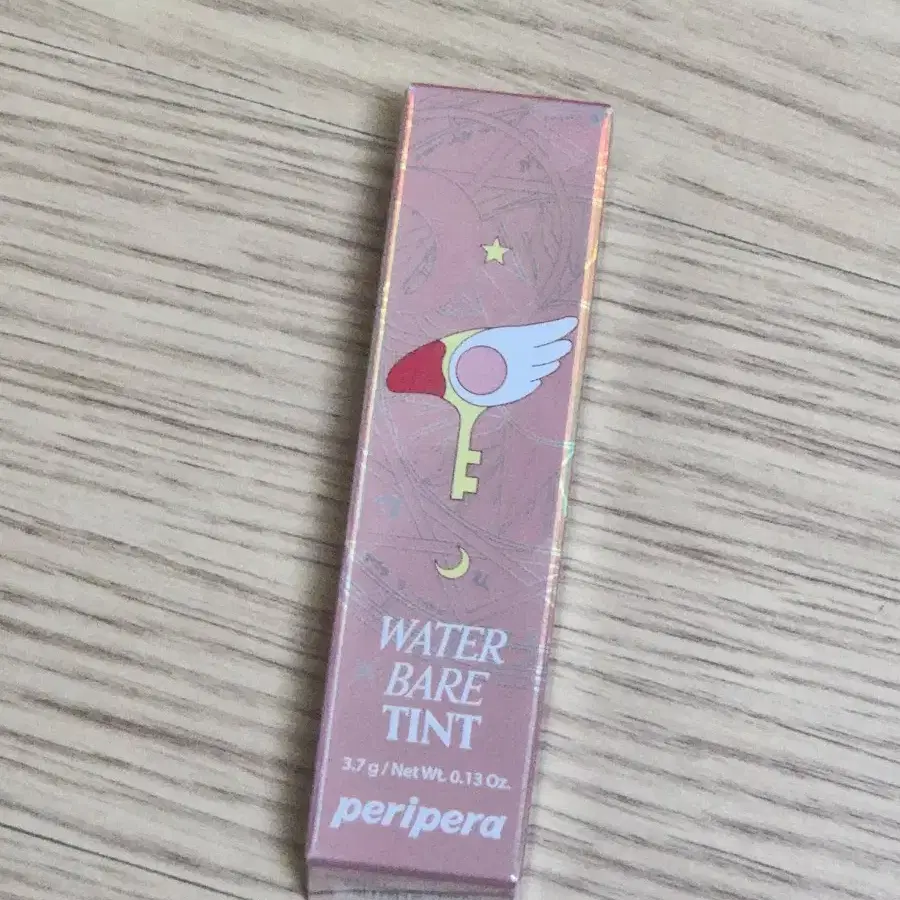 WATER
BARE
TINT
3.7 g / Net Wt. 0.13 Oz.
peripera